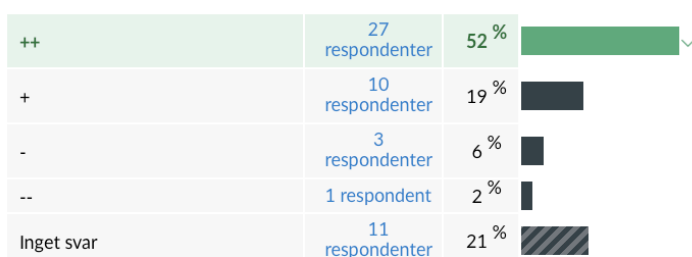 ++ 27 respondenter 52 %
+ 10 respondenter 19 %
- 3 respondenter 6 %
-- 1 respondent 2 %
Inget svar 11 respondenter 21 %